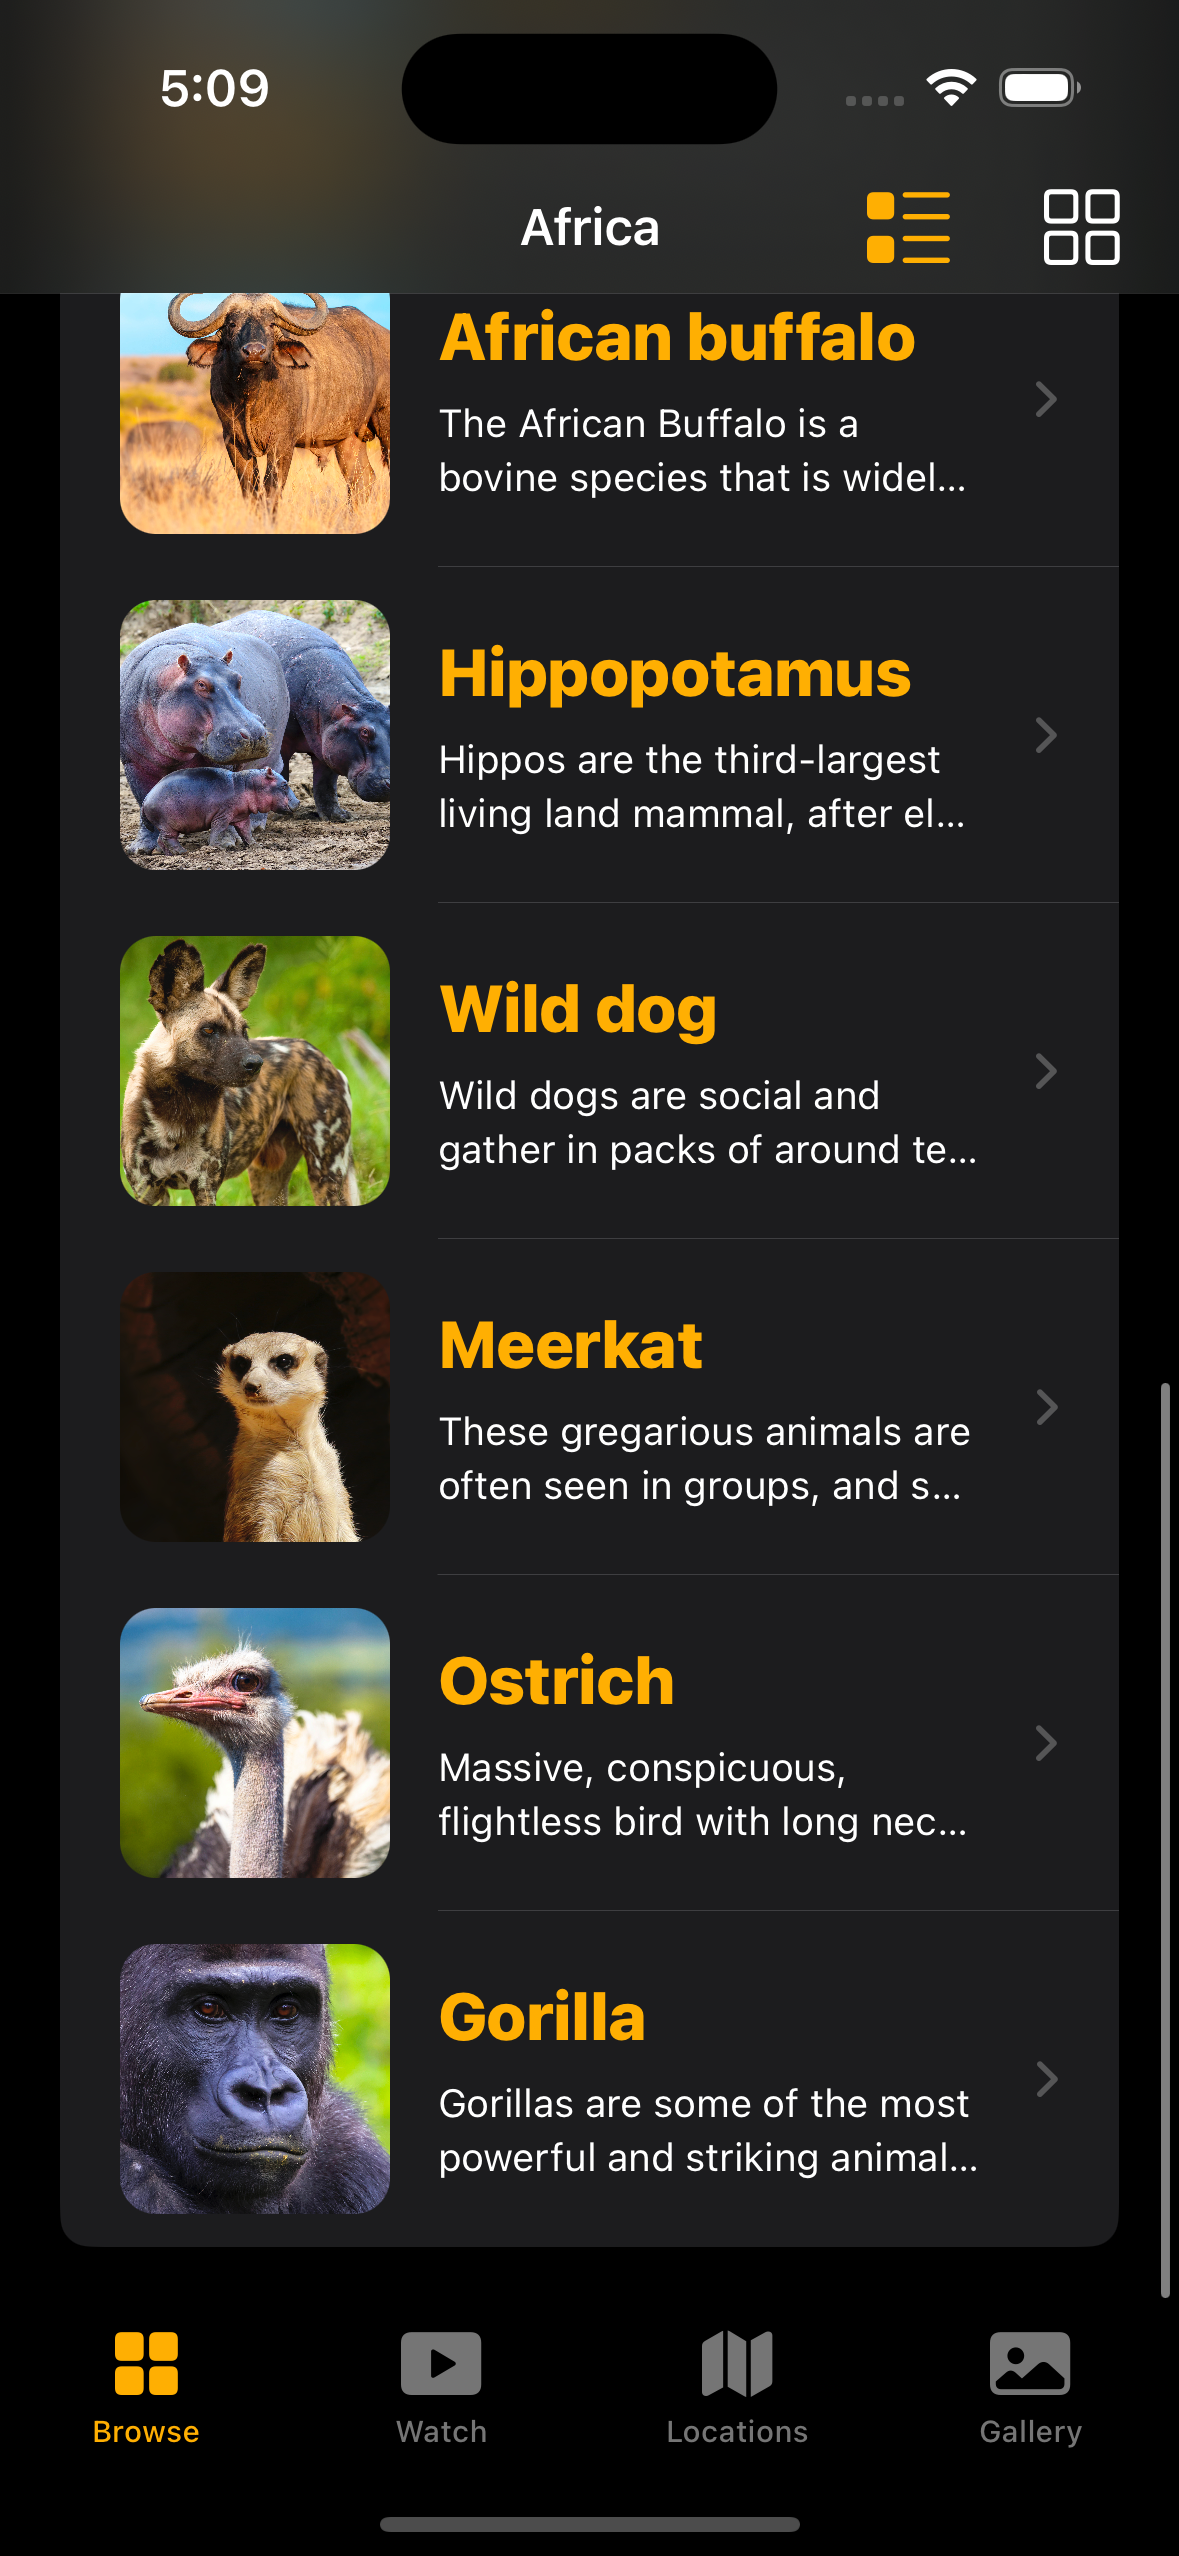 5:09
Africa
African buffalo
The African Buffalo is a
bovine species that is widel...
Hippopotamus
Hippos are the third-largest
living land mammal, after el...
Wild dog
Wild dogs are social and
gather in packs of around te...
Meerkat
These gregarious animals are
often seen in groups, and s...
Ostrich
Massive, conspicuous,
flightless bird with long nec...
Gorilla
Gorillas are some of the most
powerful and striking animal...
Browse
Watch
Locations
Gallery